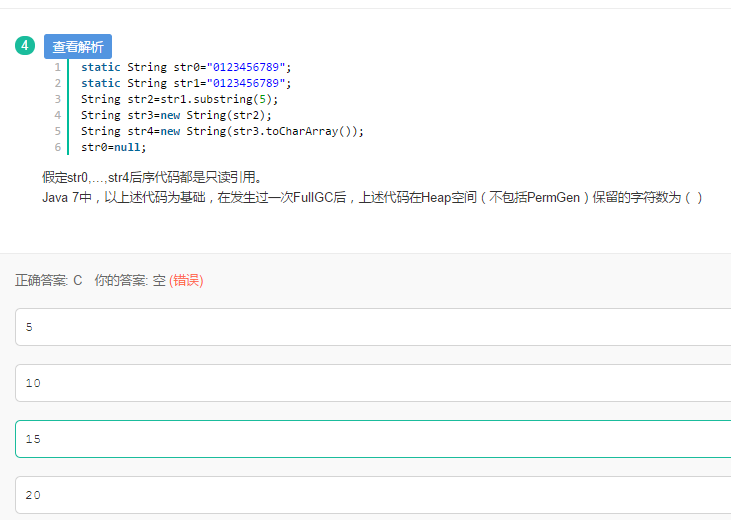 4 查看解析
1 static String str0="0123456789";
2 static String str1="0123456789";
3 String str2=str1.substring(5);
4 String str3=new String(str2);
5 String str4=new String(str3.toCharArray());
6 str0=null;
假定str0,...,str4后序代码都是只读引用。
Java 7中，以上述代码为基础，在发生过一次FullGC后，上述代码在Heap空间（不包括PermGen）保留的字符数为（ ）
正确答案: C 你的答案: 空 (错误)
5
10
15
20